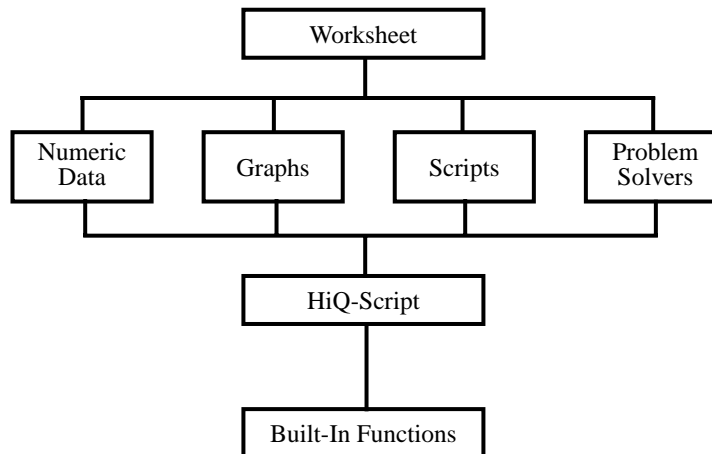 Worksheet
Numeric
Data
Graphs
Scripts
Problem
Solvers
HiQ-Script
Built-In Functions